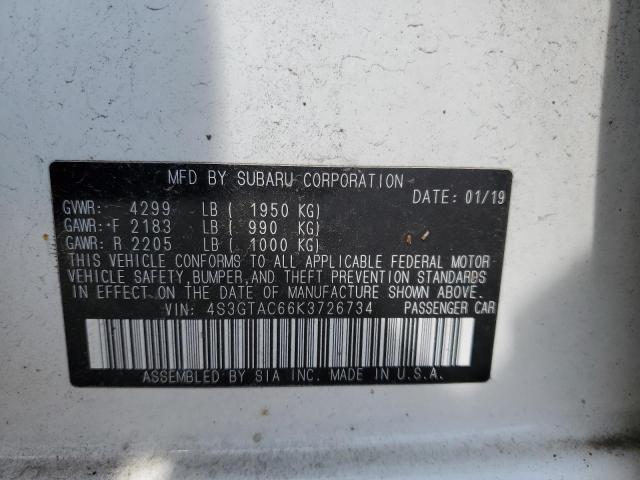 MFD BY SUBARU CORPORATION
DATE: 01/19
GVWR: 4299 LB ( 1950 KG)
GAWR: F 2183 LB ( 990 KG)
GAWR: R 2205 LB ( 1000 KG)
THIS VEHICLE CONFORMS TO ALL APPLICABLE FEDERAL MOTOR
VEHICLE SAFETY, BUMPER, AND THEFT PREVENTION STANDARDS
IN EFFECT ON THE DATE OF MANUFACTURE SHOWN ABOVE.
VIN: 4S3GTAC66K3726734 PASSENGER CAR
ASSEMBLED BY SIA INC. MADE IN U.S.A.